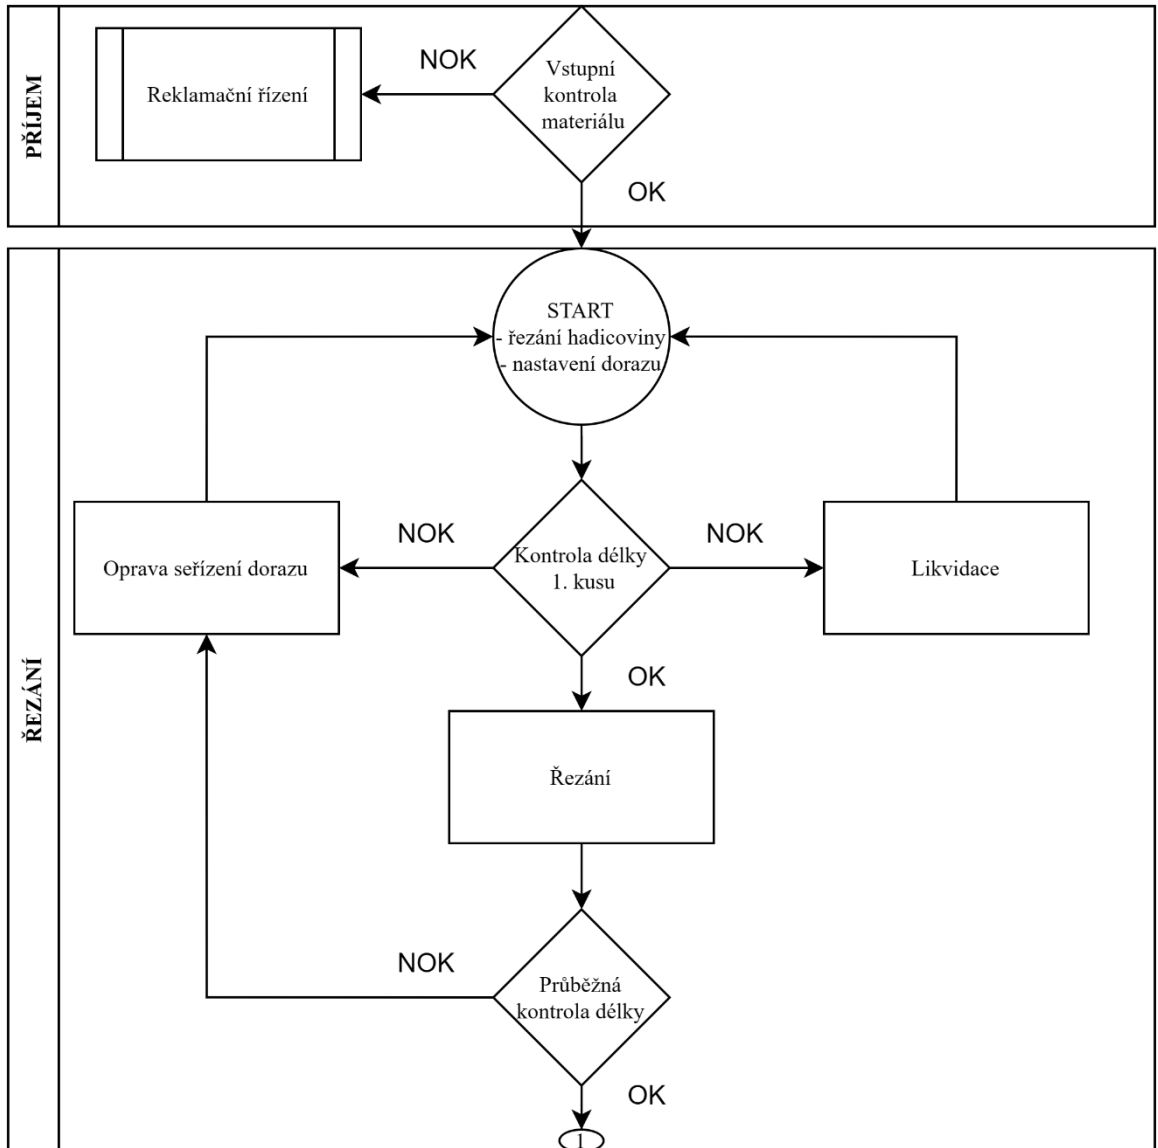 PŘÍJEM
Reklamační řízení
NOK
Vstupní
kontrola
materiálu
OK
ŘEZÁNÍ
START
- řezání hadicoviny
- nastavení dorazu
Oprava seřízení dorazu
NOK
Kontrola délky
1. kusu
NOK
Likvidace
OK
Řezání
NOK
Průběžná
kontrola délky
OK
1